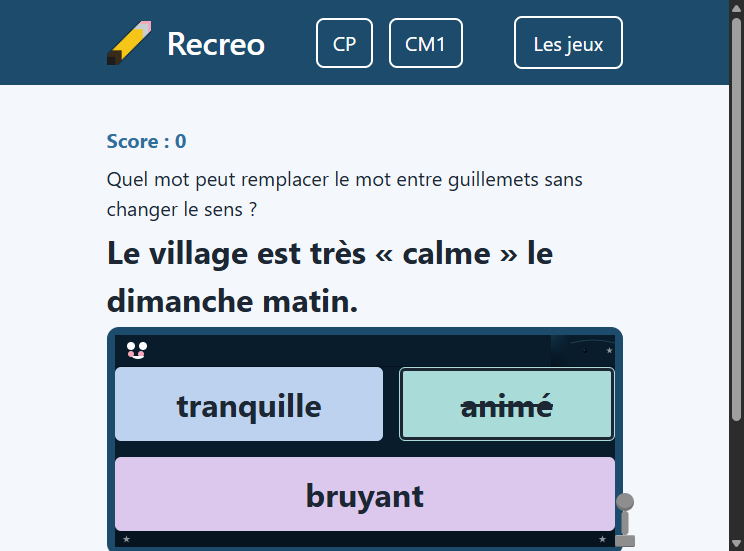 Recreo
CP
CM1
Les jeux
Score : 0
Quel mot peut remplacer le mot entre guillemets sans
changer le sens ?
Le village est très « calme » le
dimanche matin.
tranquille
animé
bruyant